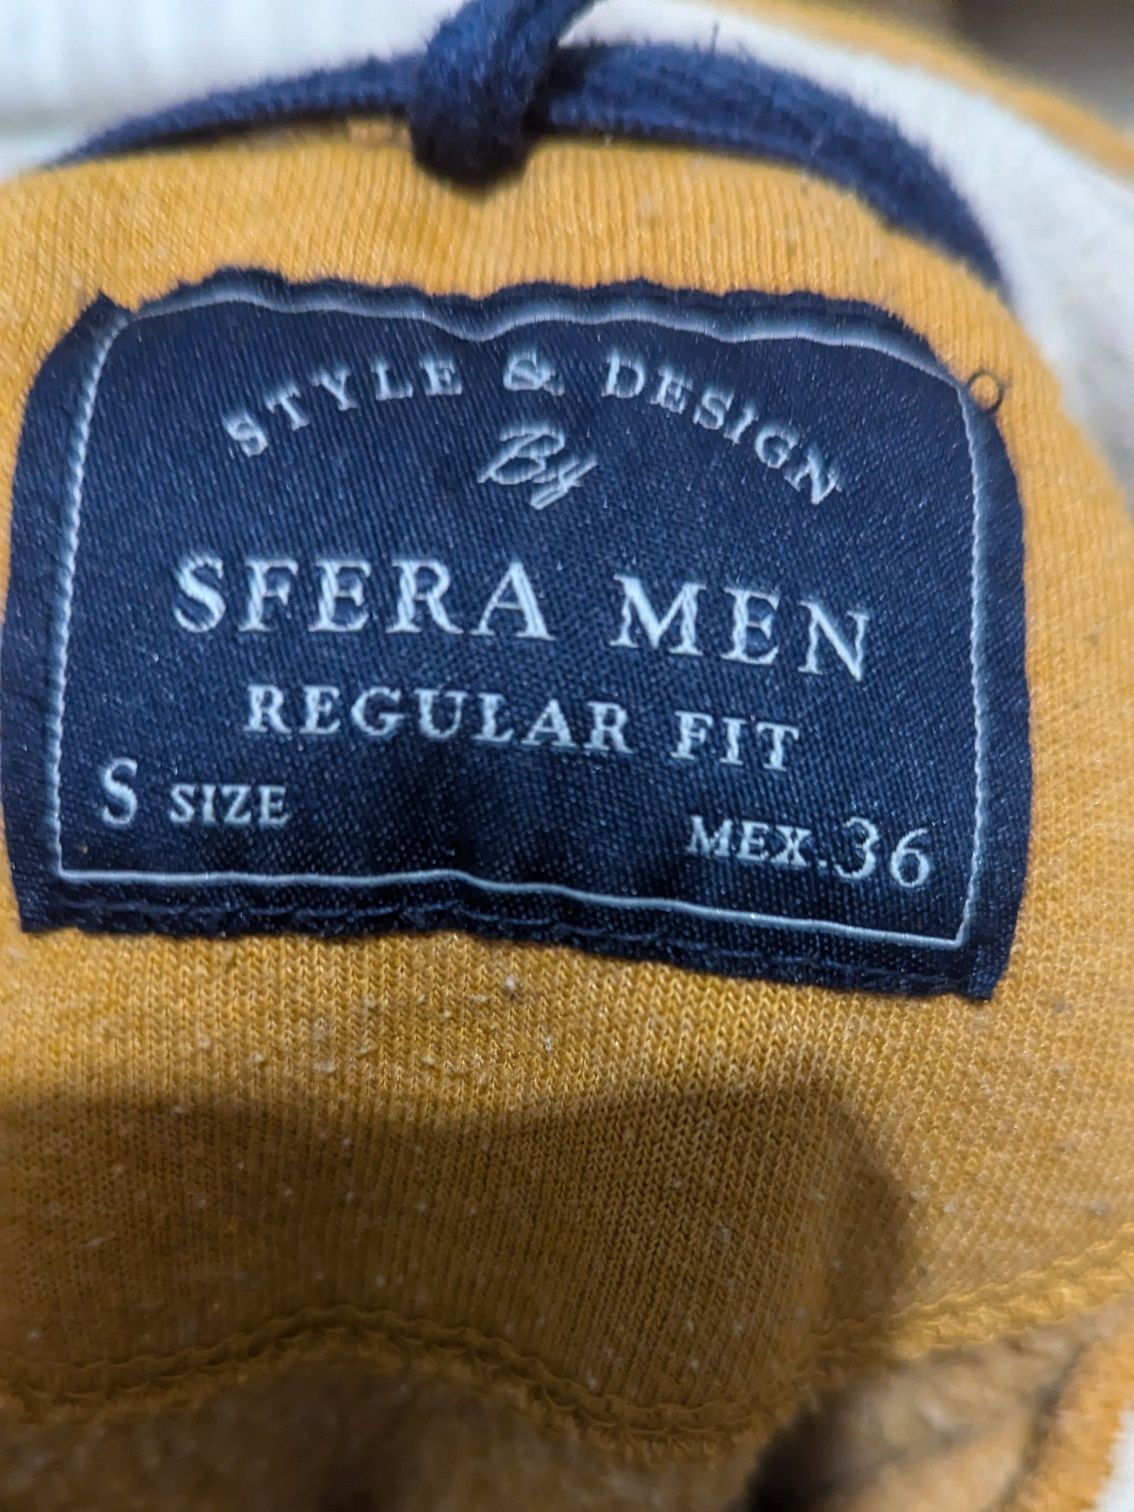 STYLE & DESIGN
By
SFERA MEN
REGULAR FIT
S SIZE
MEX. 36